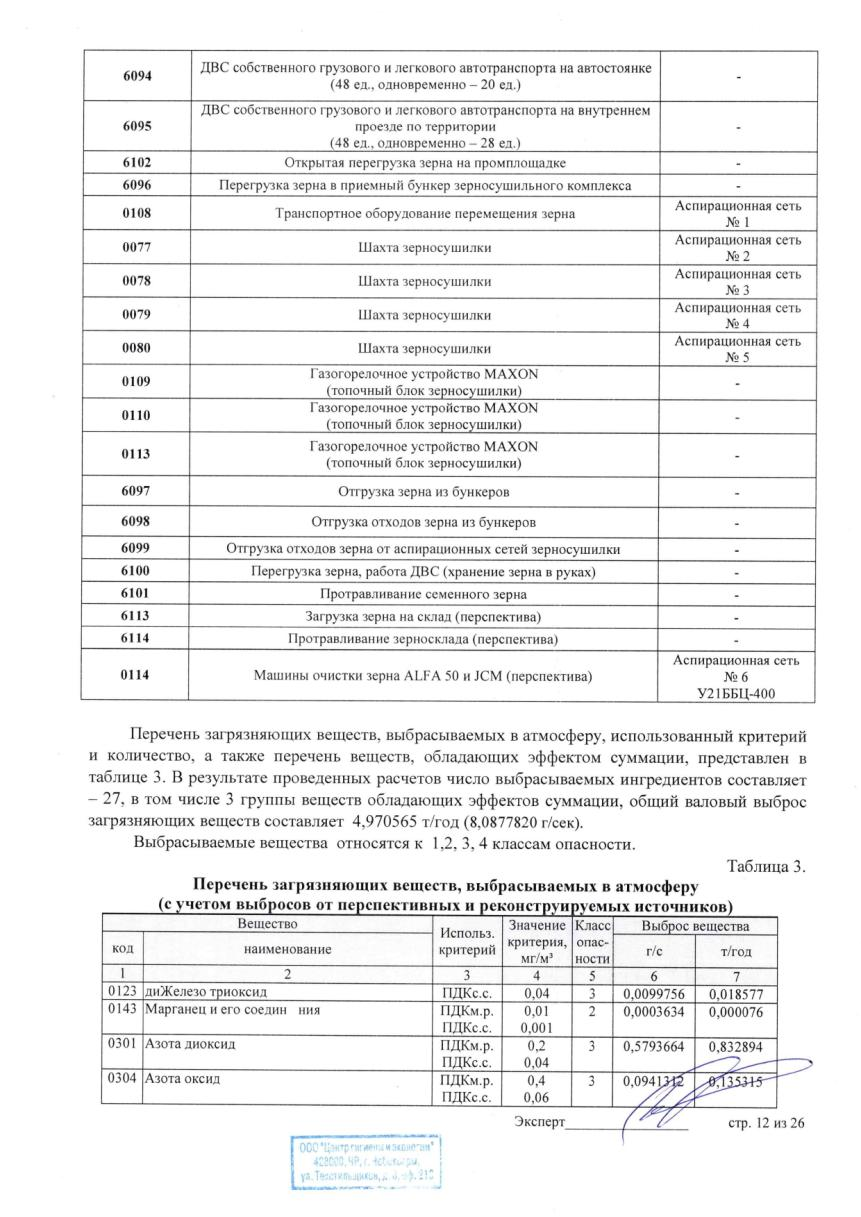 6094
ДВС собственного грузового и легкового автотранспорта на автостоянке
(48 ед., одновременно – 20 ед.)
-
6095
ДВС собственного грузового и легкового автотранспорта на внутреннем
проезде по территории
(48 ед., одновременно – 28 ед.)
-
6102
Открытая перегрузка зерна на промплощадке
-
6096
Перегрузка зерна в приемный бункер зерносушильного комплекса
-
0108
Транспортное оборудование перемещения зерна
Аспирационная сеть
№ 1
0077
Шахта зерносушилки
Аспирационная сеть
№ 2
0078
Шахта зерносушилки
Аспирационная сеть
№ 3
0079
Шахта зерносушилки
Аспирационная сеть
№ 4
0080
Шахта зерносушилки
Аспирационная сеть
№ 5
0109
Газогорелочное устройство MAXON
(топочный блок зерносушилки)
-
0110
Газогорелочное устройство MAXON
(топочный блок зерносушилки)
-
0113
Газогорелочное устройство MAXON
(топочный блок зерносушилки)
-
6097
Отгрузка зерна из бункеров
-
6098
Отгрузка отходов зерна из бункеров
-
6099
Отгрузка отходов зерна от аспирационных сетей зерносушилки
-
6100
Перегрузка зерна, работа ДВС (хранение зерна в руках)
-
6101
Протравливание семенного зерна
-
6113
Загрузка зерна на склад (перспектива)
-
6114
Протравливание зерносклада (перспектива)
-
0114
Машины очистки зерна ALFA 50 и JCM (перспектива)
Аспирационная сеть
№ 6
У21ББЦ-400
Перечень загрязняющих веществ, выбрасываемых в атмосферу, использованный критерий
и количество, а также перечень веществ, обладающих эффектом суммации, представлен в
таблице 3. В результате проведенных расчетов число выбрасываемых ингредиентов составляет
– 27, в том числе 3 группы веществ обладающих эффектов суммации, общий валовый выброс
загрязняющих веществ составляет 4,970565 т/год (8,0877820 г/сек).
Выбрасываемые вещества относятся к 1,2, 3, 4 классам опасности.
Таблица 3.
Перечень загрязняющих веществ, выбрасываемых в атмосферу
(с учетом выбросов от перспективных и реконструируемых источников)
Вещество
Использ.
критерий
Значение
критерия,
мг/м³
Класс
опас-
ности
Выброс вещества
код
наименование
г/с
т/год
1 2 3 4 5 6 7
0123 диЖелезо триоксид ПДКс.с. 0,04 3 0,0099756 0,018577
0143 Марганец и его соедин ния ПДКм.р. 0,01 2 0,0003634 0,000076
ПДКс.с. 0,001
0301 Азота диоксид ПДКм.р. 0,2 3 0,5793664 0,832894
ПДКс.с. 0,04
0304 Азота оксид ПДКм.р. 0,4 3 0,0941312 0,135315
ПДКс.с. 0,06
Эксперт__________________ стр. 12 из 26
ООО "Центр гигиены и экологии"
428000, ЧР, г. Чебоксары,
ул. Текстильщиков, д. 8, оф. 210